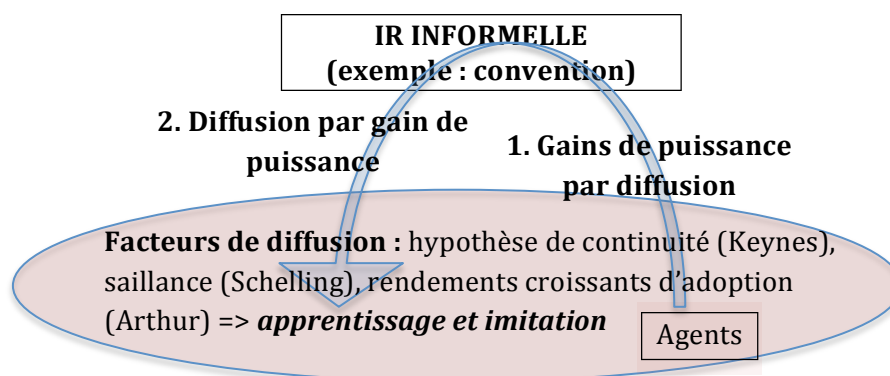 IR INFORMELLE
(exemple : convention)
2. Diffusion par gain de
puissance
1. Gains de puissance
par diffusion
Facteurs de diffusion : hypothèse de continuité (Keynes),
saillance (Schelling), rendements croissants d’adoption
(Arthur) => apprentissage et imitation
Agents